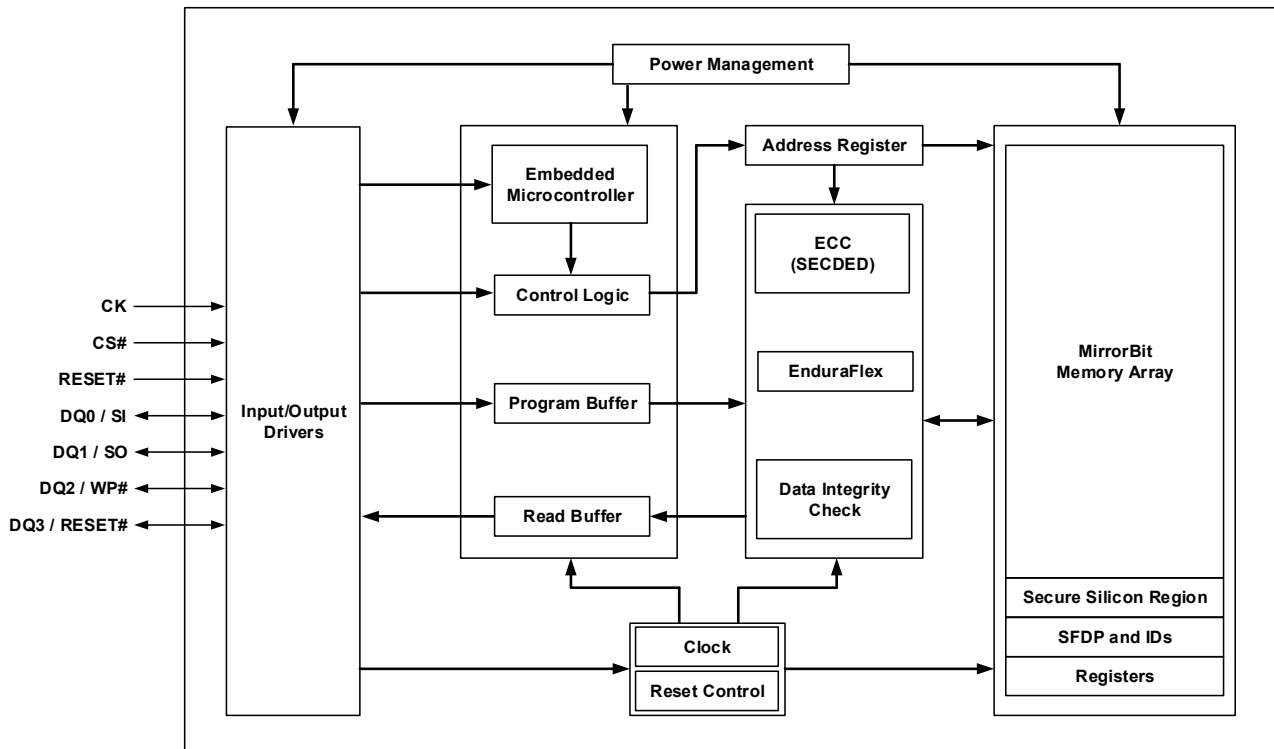 Power Management
Address Register
Embedded
Microcontroller
ECC
(SECDED)
Control Logic
CK
CS#
RESET#
DQ0 / SI
DQ1 / SO
DQ2 / WP#
DQ3 / RESET#
Input/Output
Drivers
Program Buffer
EnduraFlex
MirrorBit
Memory Array
Read Buffer
Data Integrity
Check
Secure Silicon Region
SFDP and IDs
Registers
Clock
Reset Control